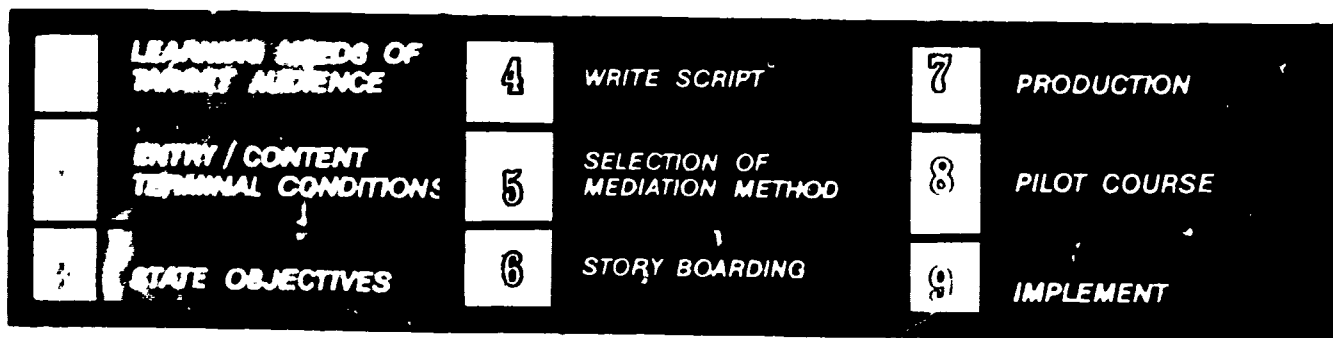 LEARNING NEEDS OF
TARGET AUDIENCE
ENTRY / CONTENT
TERMINAL CONDITIONS
STATE OBJECTIVES
4 WRITE SCRIPT
5 SELECTION OF
MEDIATION METHOD
6 STORY BOARDING
7 PRODUCTION
8 PILOT COURSE
9 IMPLEMENT